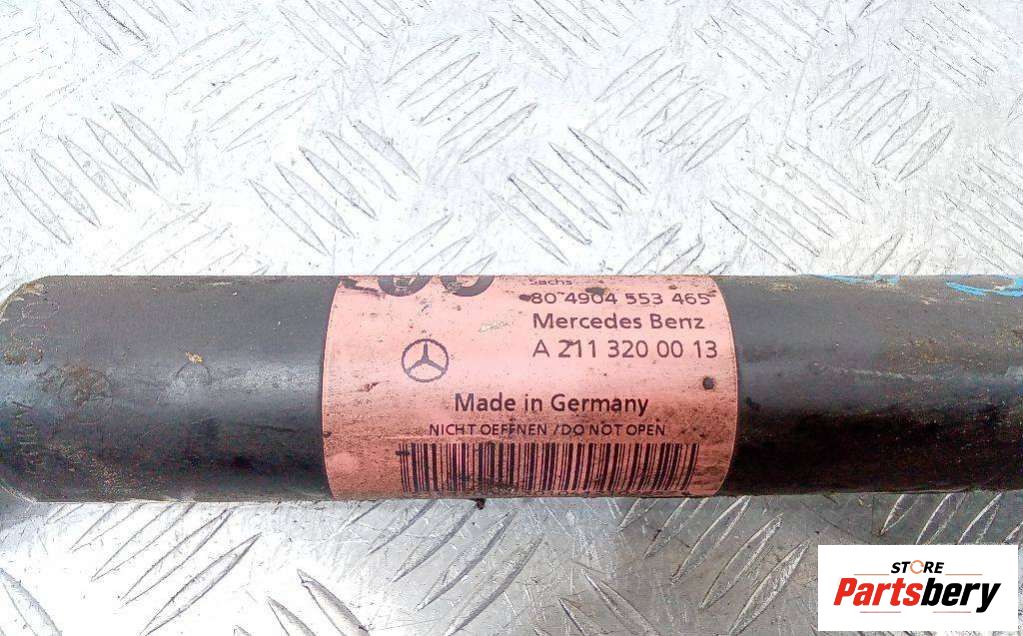 Sachs
80 4904 553 465
Mercedes Benz
A 211 320 00 13
Made in Germany
NICHT OEFFNEN / DO NOT OPEN
STORE
Partsbery